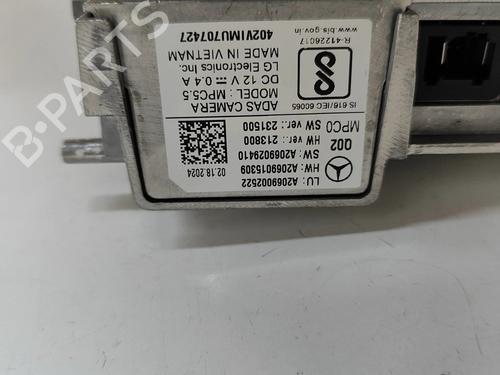 LU : A2069002522
HW : A2069015309
SW : A2069029410
002 HW ver.: 213800
MPC0 SW ver.: 231500
02.18.2024
ADAS CAMERA
MODEL : MPC5.5
DC 12 V 0.4 A
LG Electronics Inc.
MADE IN VIETNAM
402VIMU707427
IS 616/IEC 60065
R-41226017
www.bis.gov.in
B-PARTS